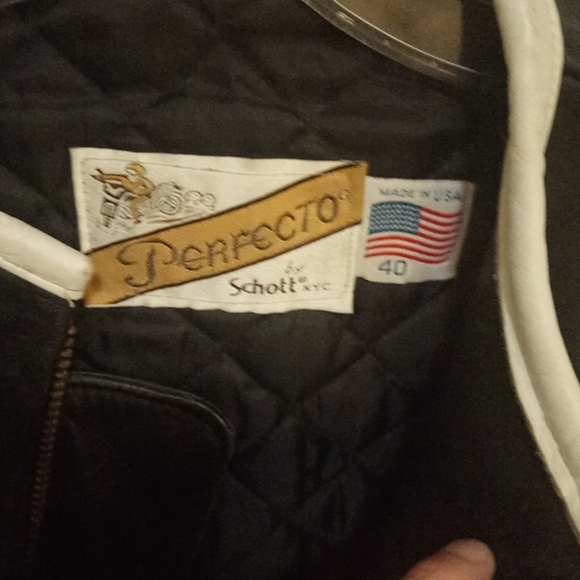 PERFECTO®
by
Schott® NYC
MADE IN USA
40